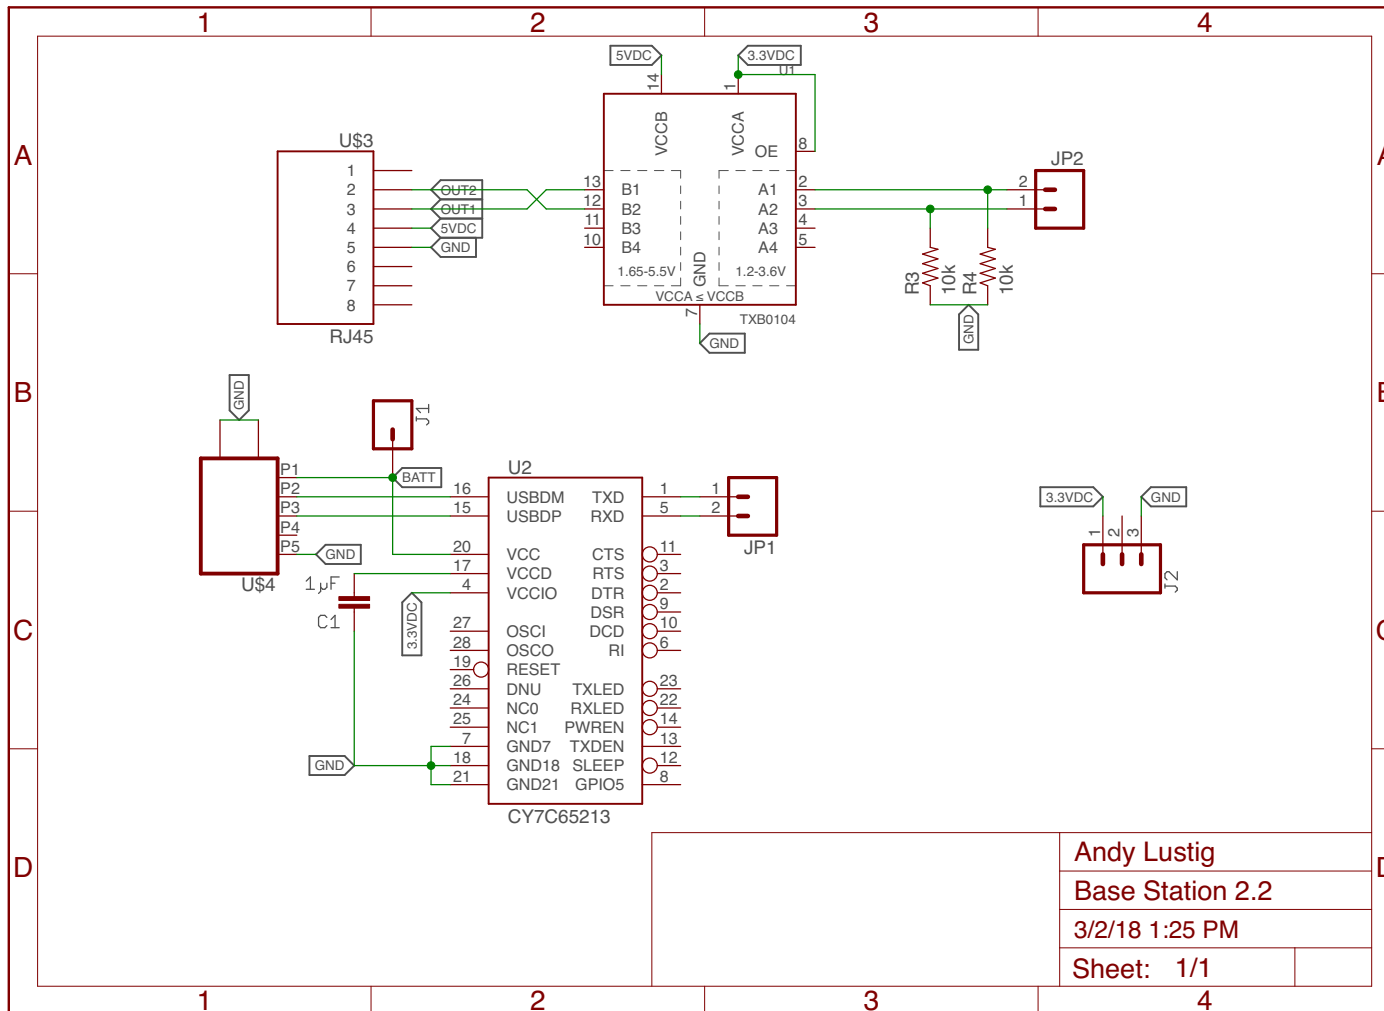 1 2 3 4
A
B
C
D
5VDC 3.3VDC
U1
14 1
VCCB VCCA
OE 8
U$3
1
2 OUT2
3 OUT1
4 5VDC
5 GND
6
7
8
RJ45
13 B1 A1 2
12 B2 A2 3
11 B3 A3 4
10 B4 A4 5
1.65-5.5V GND 1.2-3.6V
VCCA ≤ VCCB
7 TXB0104
GND
JP2
2
1
R3 10k R4 10k
GND
A
GND
J1
P1 BATT
P2
P3
P4
P5 GND
U$4
1µF
C1
3.3VDC
GND
U2
16 USBDM TXD 1
15 USBDP RXD 5
20 VCC CTS 11
17 VCCD RTS 3
4 VCCIO DTR 2
DSR 9
27 OSCI DCD 10
28 OSCO RI 6
19 RESET
26 DNU TXLED 23
24 NC0 RXLED 22
25 NC1 PWREN 14
7 GND7 TXDEN 13
18 GND18 SLEEP 12
21 GND21 GPIO5 8
CY7C65213
1
2
JP1
3.3VDC GND
1 2 3
J2
Andy Lustig
Base Station 2.2
3/2/18 1:25 PM
Sheet: 1/1
1 2 3 4